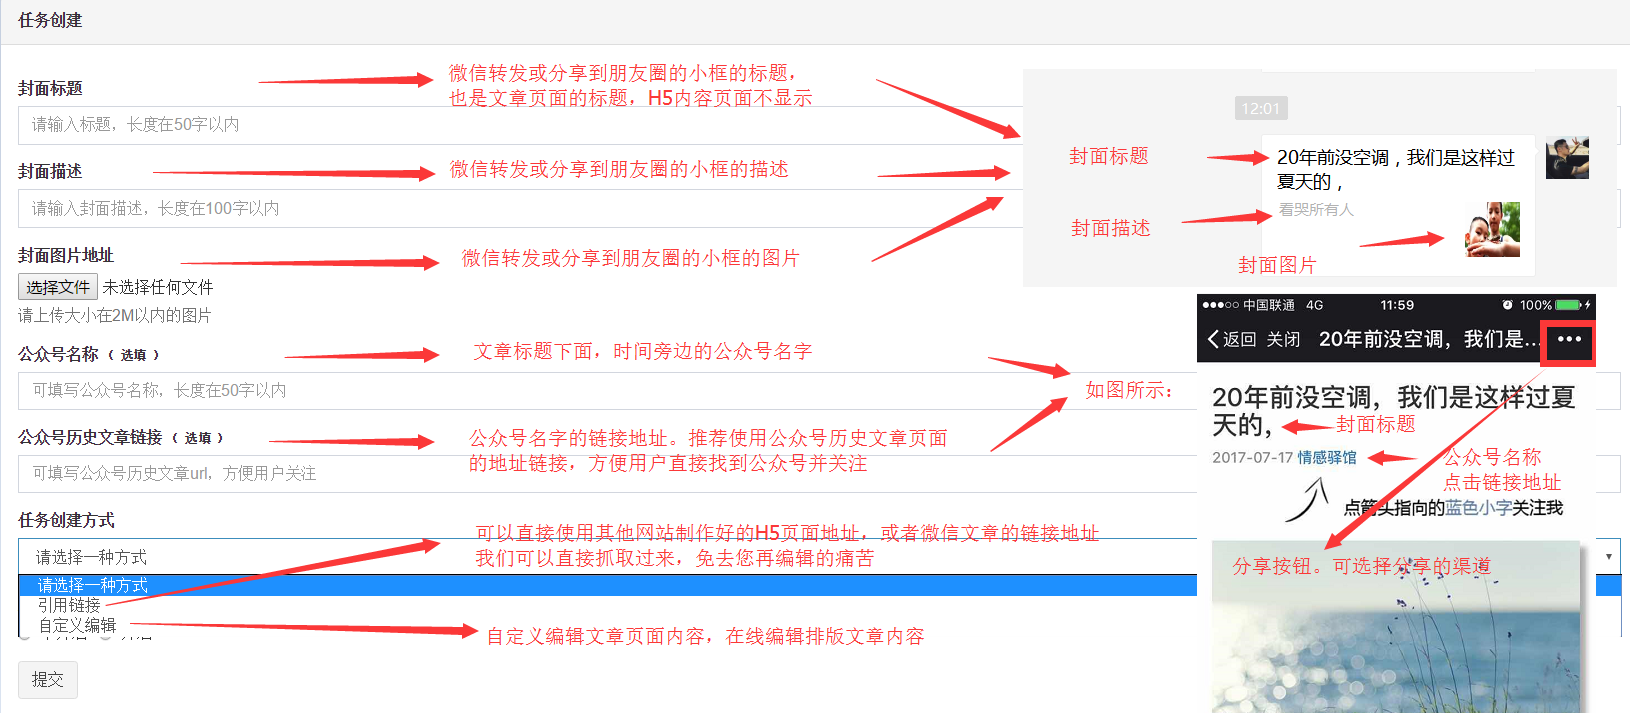 任务创建
封面标题
微信转发或分享到朋友圈的小框的标题，
也是文章页面的标题，H5内容页面不显示
请输入标题，长度在50字以内
封面描述
微信转发或分享到朋友圈的小框的描述
请输入封面描述，长度在100字以内
封面图片地址
微信转发或分享到朋友圈的小框的图片
选择文件 未选择任何文件
请上传大小在2M以内的图片
公众号名称（选填）
文章标题下面，时间旁边的公众号名字
可填写公众号名称，长度在50字以内
如图所示：
公众号历史文章链接（选填）
公众号名字的链接地址。推荐使用公众号历史文章页面
的地址链接，方便用户直接找到公众号并关注
可填写公众号历史文章url，方便用户关注
任务创建方式
可以直接使用其他网站制作好的H5页面地址，或者微信文章的链接地址
我们可以直接抓取过来，免去您再编辑的痛苦
请选择一种方式
请选择一种方式
引用链接
自定义编辑
自定义编辑文章页面内容，在线编辑排版文章内容
提交
12:01
封面标题
20年前没空调，我们是这样过
夏天的，
封面描述
看哭所有人
封面图片
中国联通 4G 11:59 100%
返回 关闭 20年前没空调，我们是... •••
20年前没空调，我们是这样过夏
天的，
封面标题
2017-07-17 情感驿馆
公众号名称
点击链接地址
点箭头指向的蓝色小字关注我
分享按钮。可选择分享的渠道